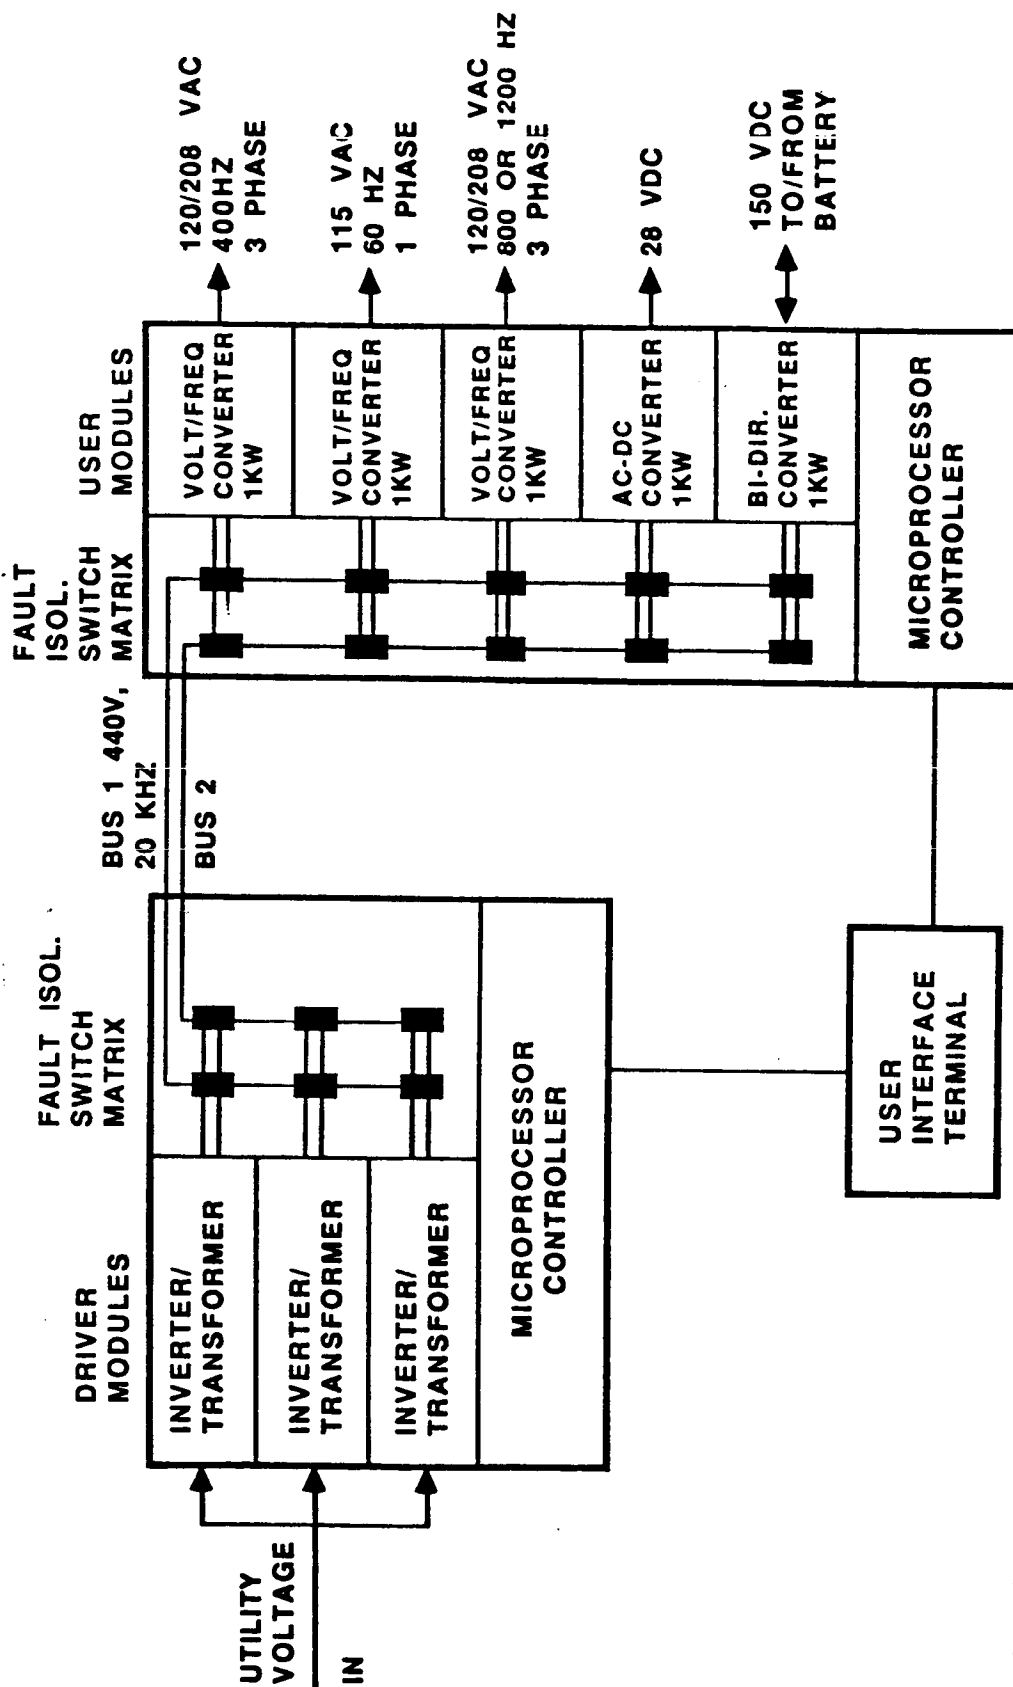 UTILITY
VOLTAGE
IN
DRIVER
MODULES
INVERTER/
TRANSFORMER
INVERTER/
TRANSFORMER
INVERTER/
TRANSFORMER
MICROPROCESSOR
CONTROLLER
FAULT ISOL.
SWITCH
MATRIX
BUS 1 440V,
20 KHZ
BUS 2
FAULT
ISOL.
SWITCH
MATRIX
USER
MODULES
VOLT/FREQ
CONVERTER
1KW
VOLT/FREQ
CONVERTER
1KW
VOLT/FREQ
CONVERTER
1KW
AC-DC
CONVERTER
1KW
BI-DIR.
CONVERTER
1KW
MICROPROCESSOR
CONTROLLER
120/208 VAC
400HZ
3 PHASE
115 VAC
60 HZ
1 PHASE
120/208 VAC
800 OR 1200 HZ
3 PHASE
28 VDC
150 VDC
TO/FROM
BATTERY
USER
INTERFACE
TERMINAL